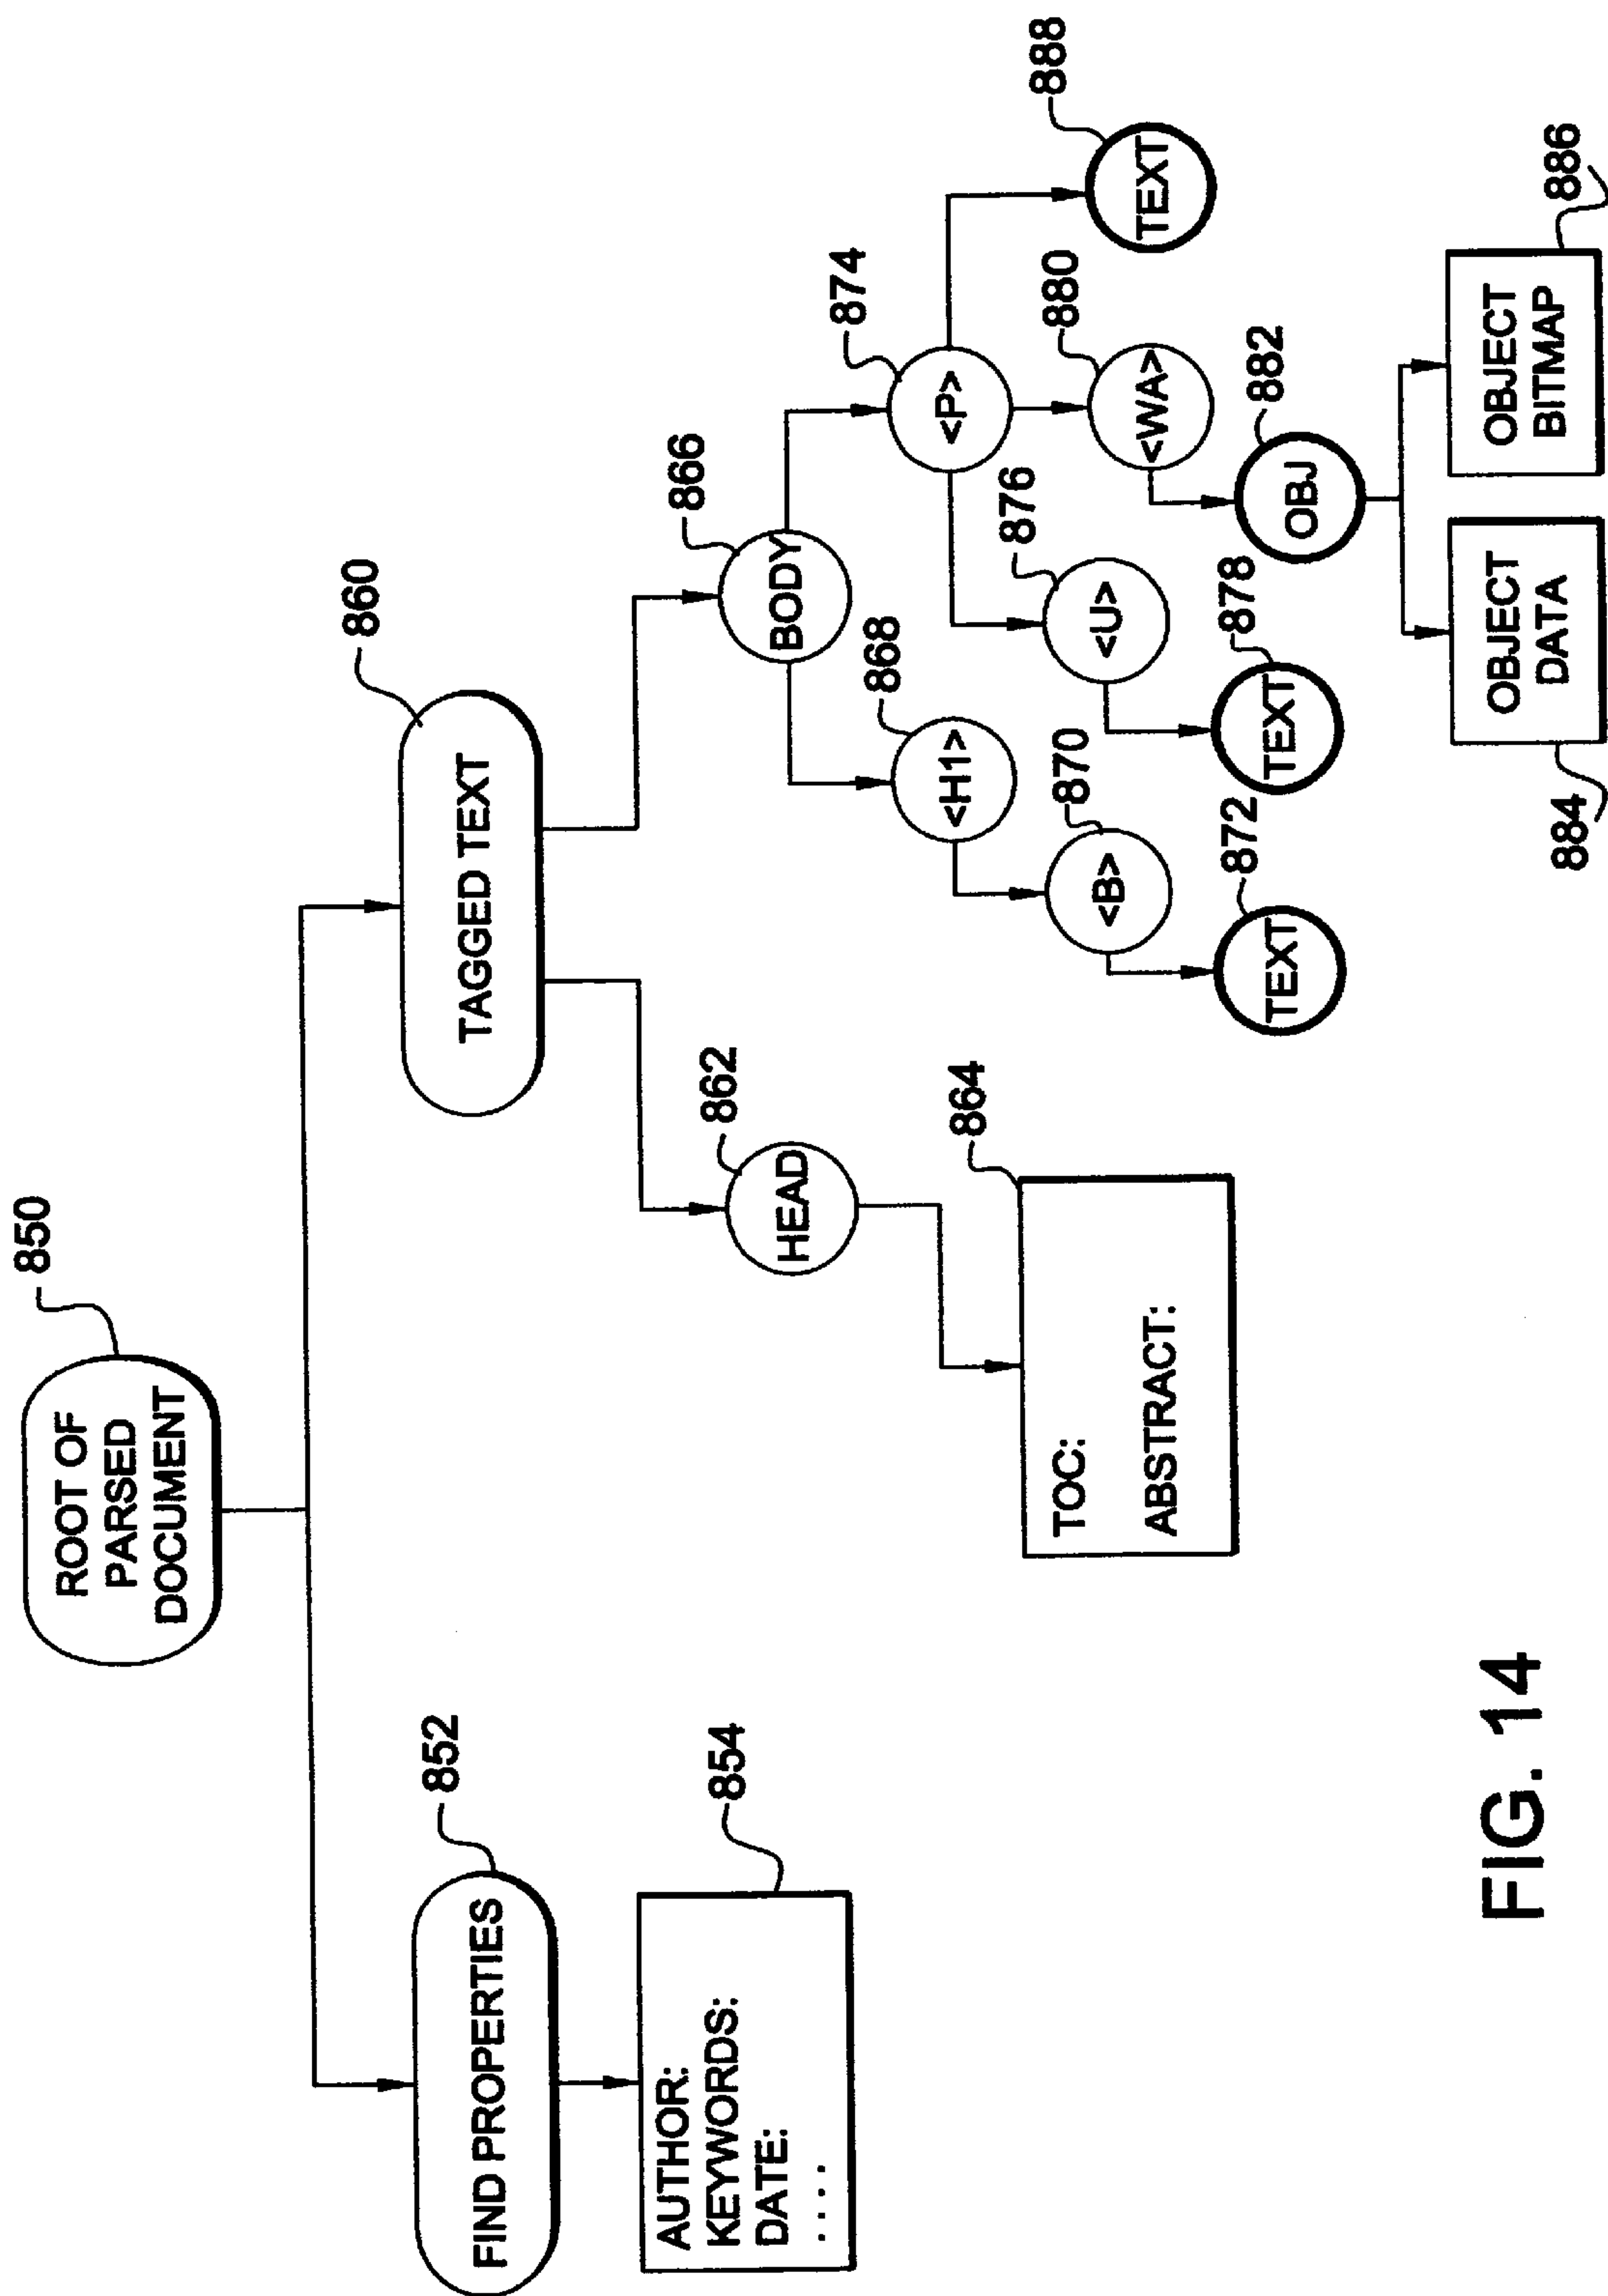 850
ROOT OF
PARSED
DOCUMENT
852
FIND PROPERTIES
854
AUTHOR:
KEYWORDS:
DATE:
. . . .
860
TAGGED TEXT
862
HEAD
864
TOC:
ABSTRACT:
866
BODY
868
<H1>
870
<B>
872
TEXT
874
<P>
876
<U>
878
TEXT
880
<WA>
882
OBJ
884
OBJECT
DATA
886
OBJECT
BITMAP
888
TEXT
FIG. 14